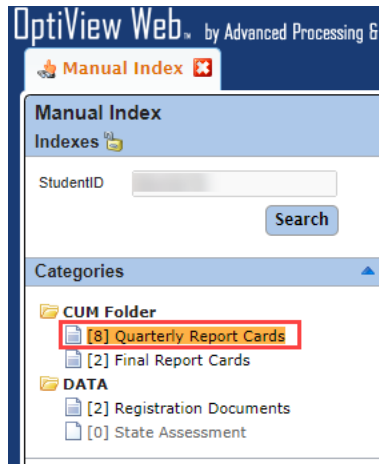 OptiView Web™ by Advanced Processing &
Manual Index
Manual Index
Indexes
StudentID
Search
Categories
CUM Folder
[8] Quarterly Report Cards
[2] Final Report Cards
DATA
[2] Registration Documents
[0] State Assessment